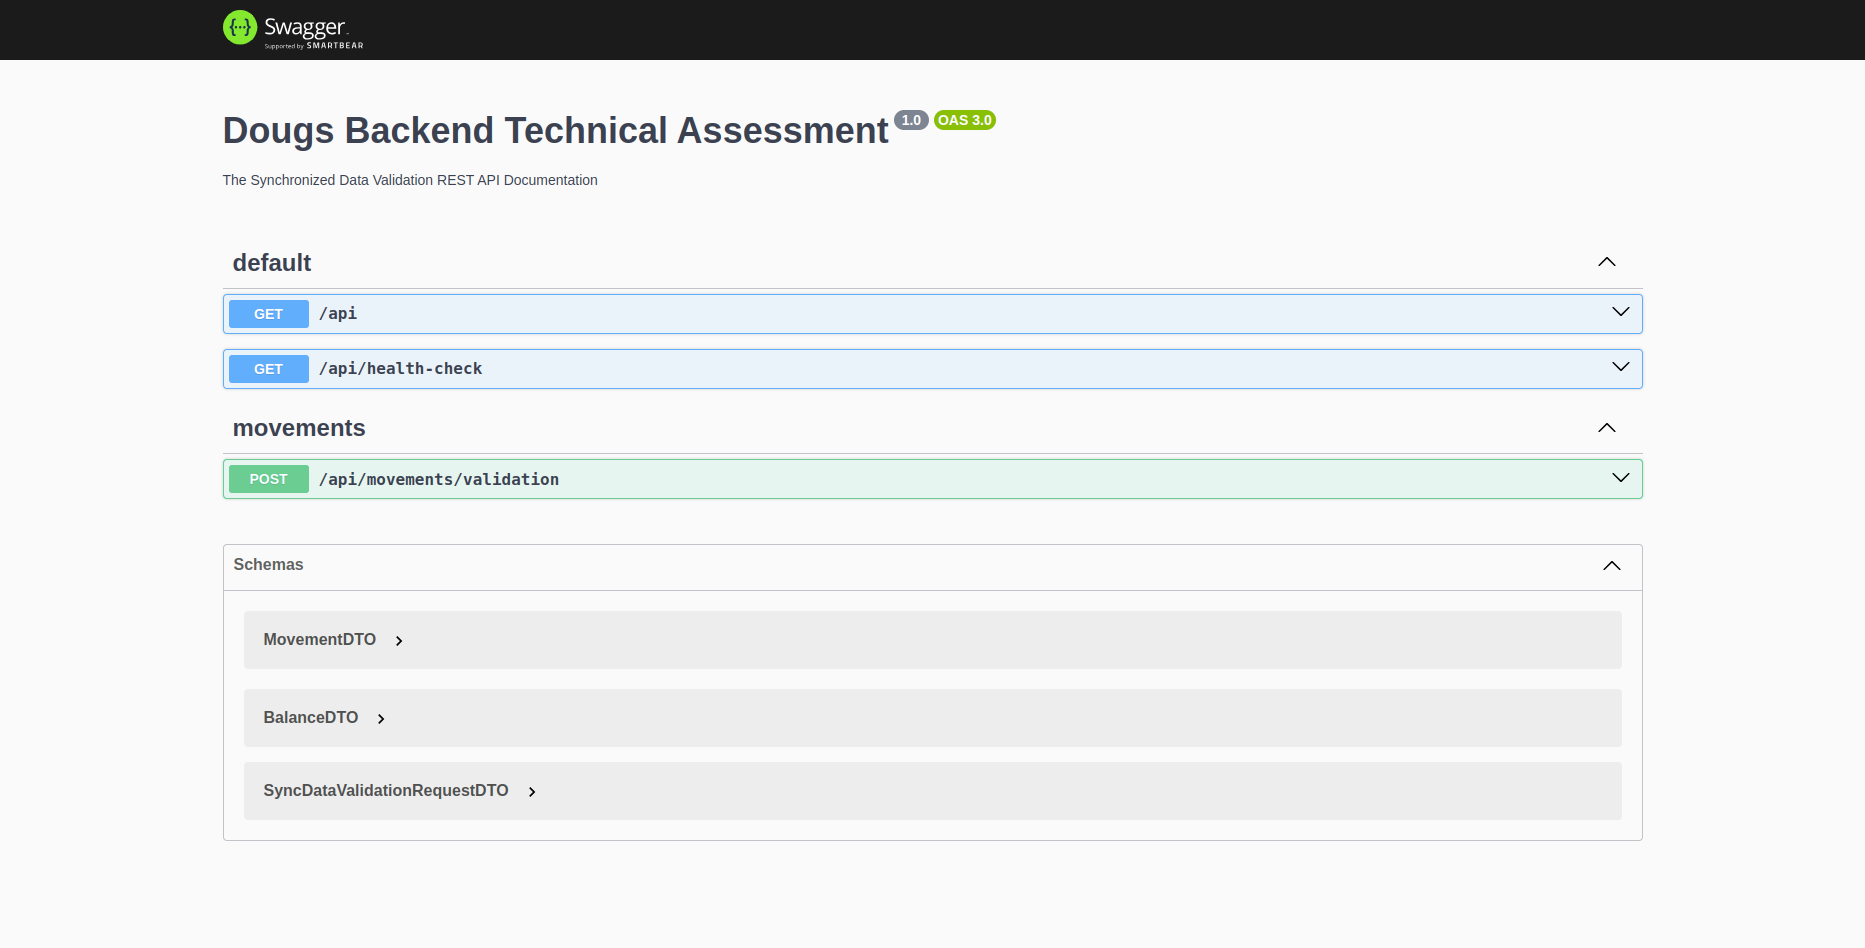 Swagger
Supported by SMARTBEAR
Dougs Backend Technical Assessment 1.0 OAS 3.0
The Synchronized Data Validation REST API Documentation
default
GET /api
GET /api/health-check
movements
POST /api/movements/validation
Schemas
MovementDTO
BalanceDTO
SyncDataValidationRequestDTO